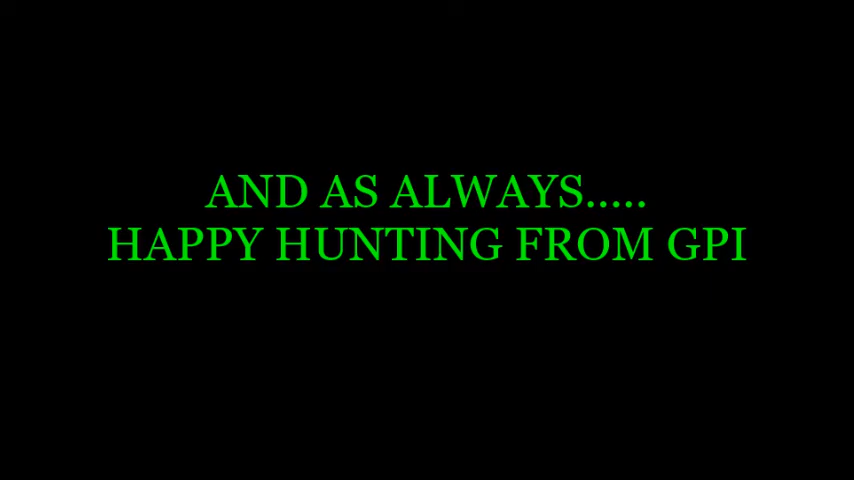 AND AS ALWAYS.....
HAPPY HUNTING FROM GPI